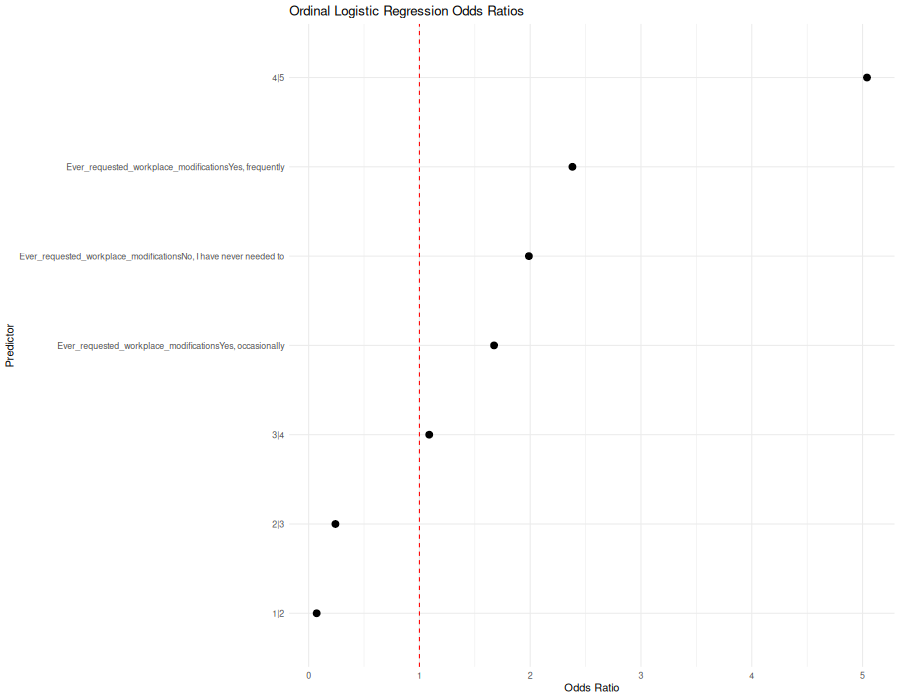 Ordinal Logistic Regression Odds Ratios
4|5
Ever_requested_workplace_modificationsYes, frequently
Ever_requested_workplace_modificationsNo, I have never needed to
Predictor
Ever_requested_workplace_modificationsYes, occasionally
3|4
2|3
1|2
0 1 2 3 4 5
Odds Ratio